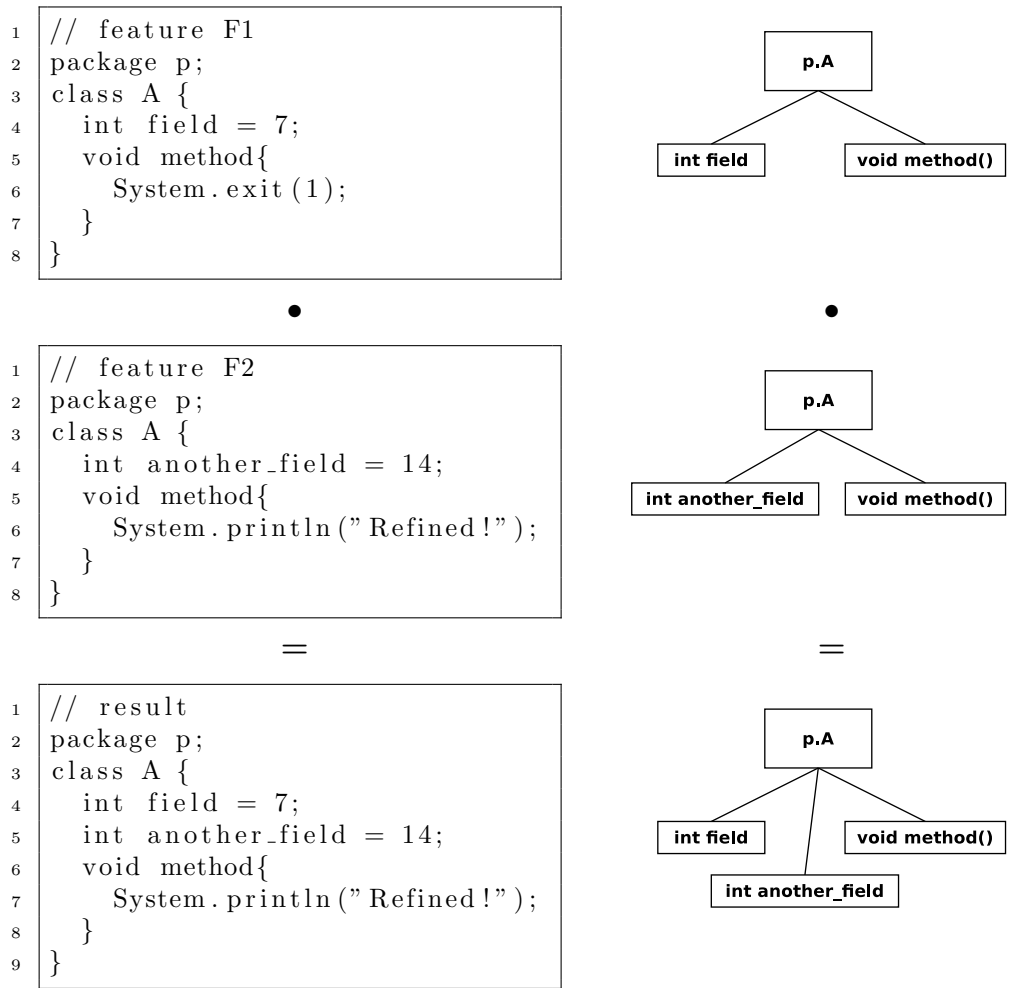 1 // feature F1
2 package p;
3 class A {
4 int field = 7;
5 void method{
6 System.exit(1);
7 }
8 }
p.A
int field void method()
• •
1 // feature F2
2 package p;
3 class A {
4 int another_field = 14;
5 void method{
6 System.println("Refined!");
7 }
8 }
p.A
int another_field void method()
= =
1 // result
2 package p;
3 class A {
4 int field = 7;
5 int another_field = 14;
6 void method{
7 System.println("Refined!");
8 }
9 }
p.A
int field void method()
int another_field